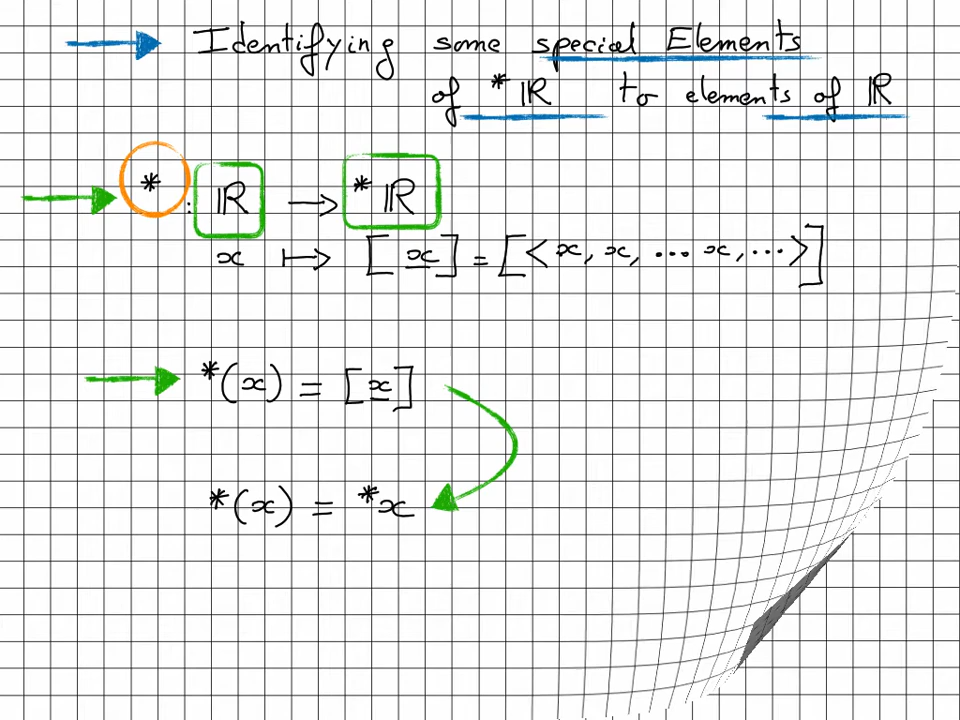 Identifying some special Elements
of *ℝ to elements of ℝ
* : ℝ → *ℝ
x ↦ [x̲] = [<x, x, ... x, ...>]
*(x) = [x̲]
*(x) = *x